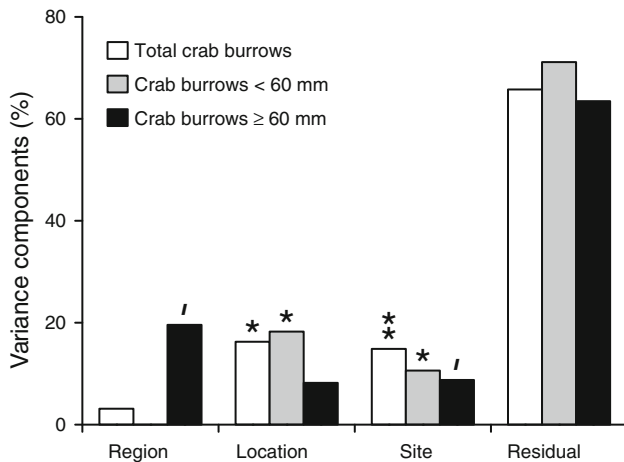 80
Total crab burrows
Crab burrows < 60 mm
60
Crab burrows ≥ 60 mm
Variance components (%)
40
20
′
*
*
*
*
*
′
0
Region
Location
Site
Residual